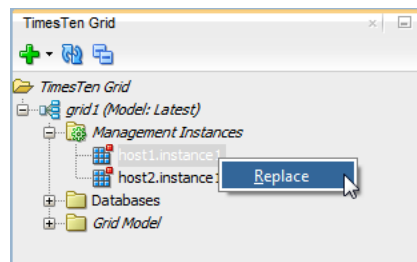 TimesTen Grid
TimesTen Grid
grid1 (Model: Latest)
Management Instances
host1.instance1
host2.instance1
Replace
Databases
Grid Model